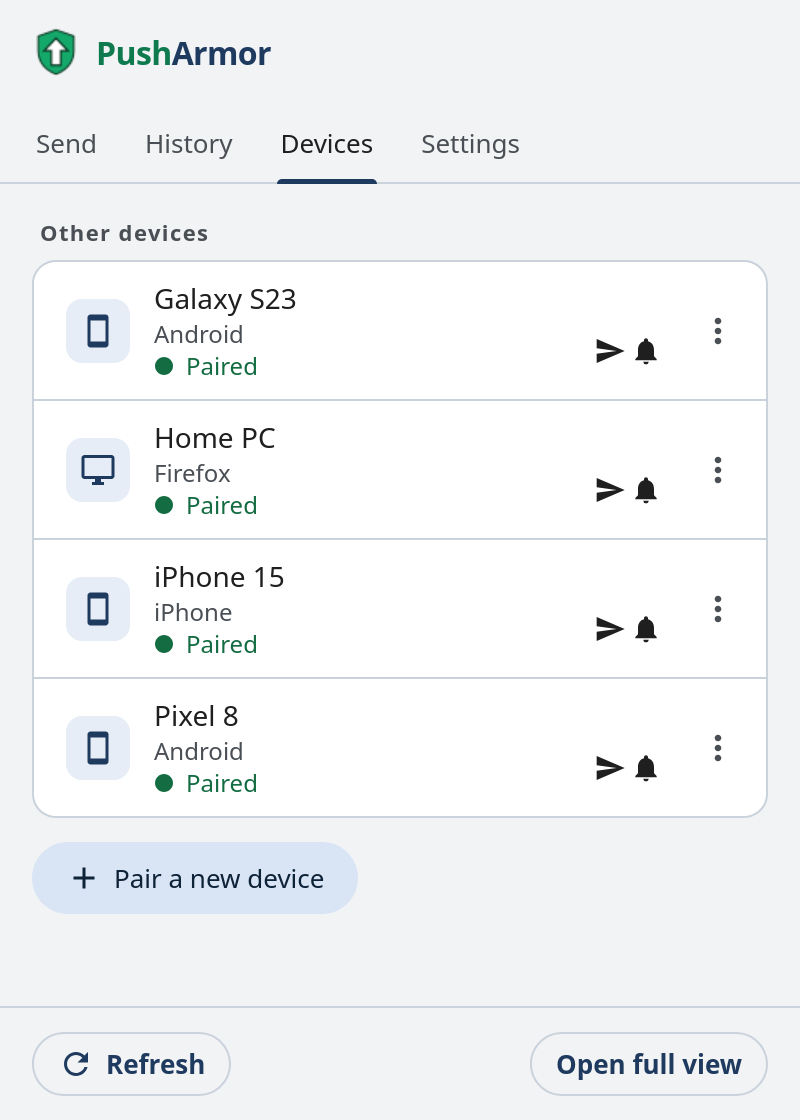 PushArmor
Send History Devices Settings
Other devices
Galaxy S23
Android
Paired
Home PC
Firefox
Paired
iPhone 15
iPhone
Paired
Pixel 8
Android
Paired
Pair a new device
Refresh Open full view